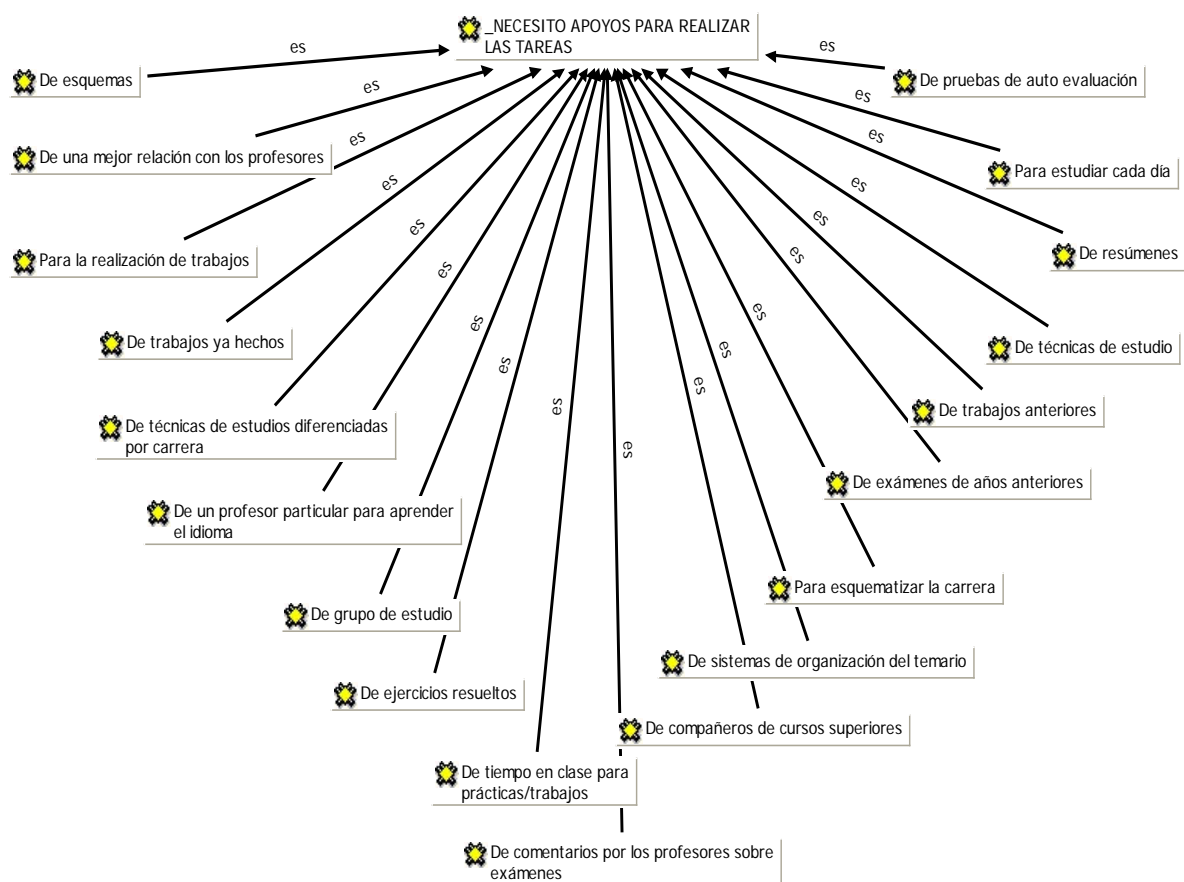 _NECESITO APOYOS PARA REALIZAR
LAS TAREAS
es
es
De esquemas
De pruebas de auto evaluación
es
es
De una mejor relación con los profesores
es
es
Para estudiar cada día
es
es
Para la realización de trabajos
es
es
De resúmenes
es
es
De trabajos ya hechos
es
es
De técnicas de estudio
es
es
De técnicas de estudios diferenciadas
por carrera
es
es
De trabajos anteriores
es
es
De un profesor particular para aprender
el idioma
De exámenes de años anteriores
De grupo de estudio
Para esquematizar la carrera
De ejercicios resueltos
De sistemas de organización del temario
De compañeros de cursos superiores
De tiempo en clase para
prácticas/trabajos
De comentarios por los profesores sobre
exámenes